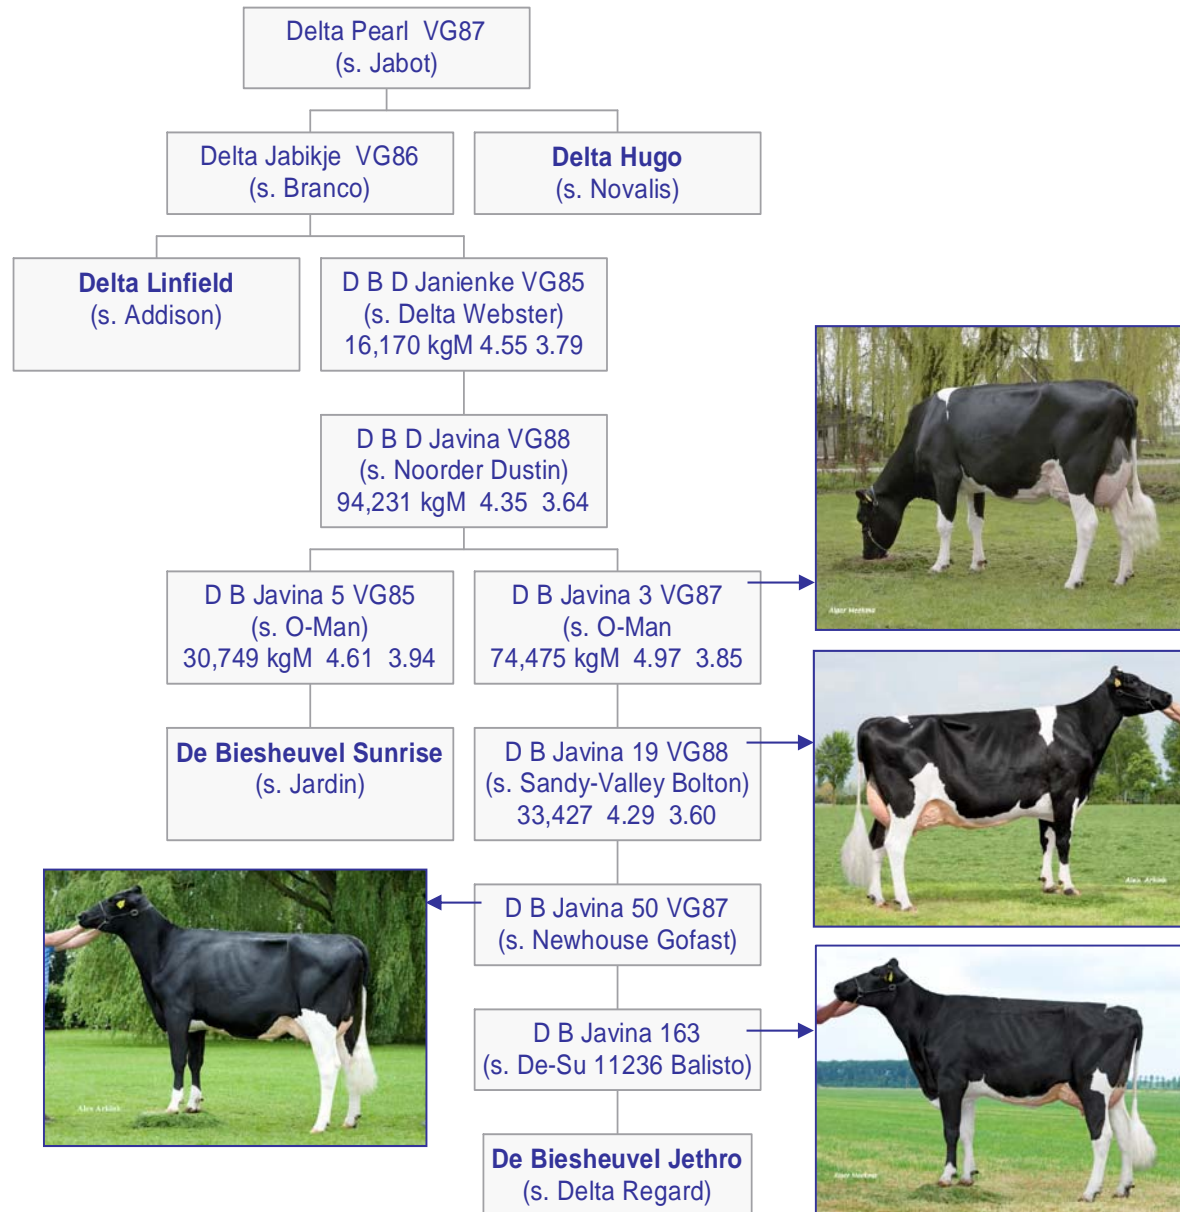 Delta Pearl  VG87
(s. Jabot)
Delta Jabikje  VG86
(s. Branco)
Delta Hugo
(s. Novalis)
Delta Linfield
(s. Addison)
D B D Janienke VG85
(s. Delta Webster)
16,170 kgM 4.55 3.79
D B D Javina VG88
(s. Noorder Dustin)
94,231 kgM  4.35  3.64
D B Javina 5 VG85
(s. O-Man)
30,749 kgM  4.61  3.94
D B Javina 3 VG87
(s. O-Man
74,475 kgM  4.97  3.85
De Biesheuvel Sunrise
(s. Jardin)
D B Javina 19 VG88
(s. Sandy-Valley Bolton)
33,427  4.29  3.60
Alex Arkink
D B Javina 50 VG87
(s. Newhouse Gofast)
Alex Arkink
D B Javina 163
(s. De-Su 11236 Balisto)
De Biesheuvel Jethro
(s. Delta Regard)